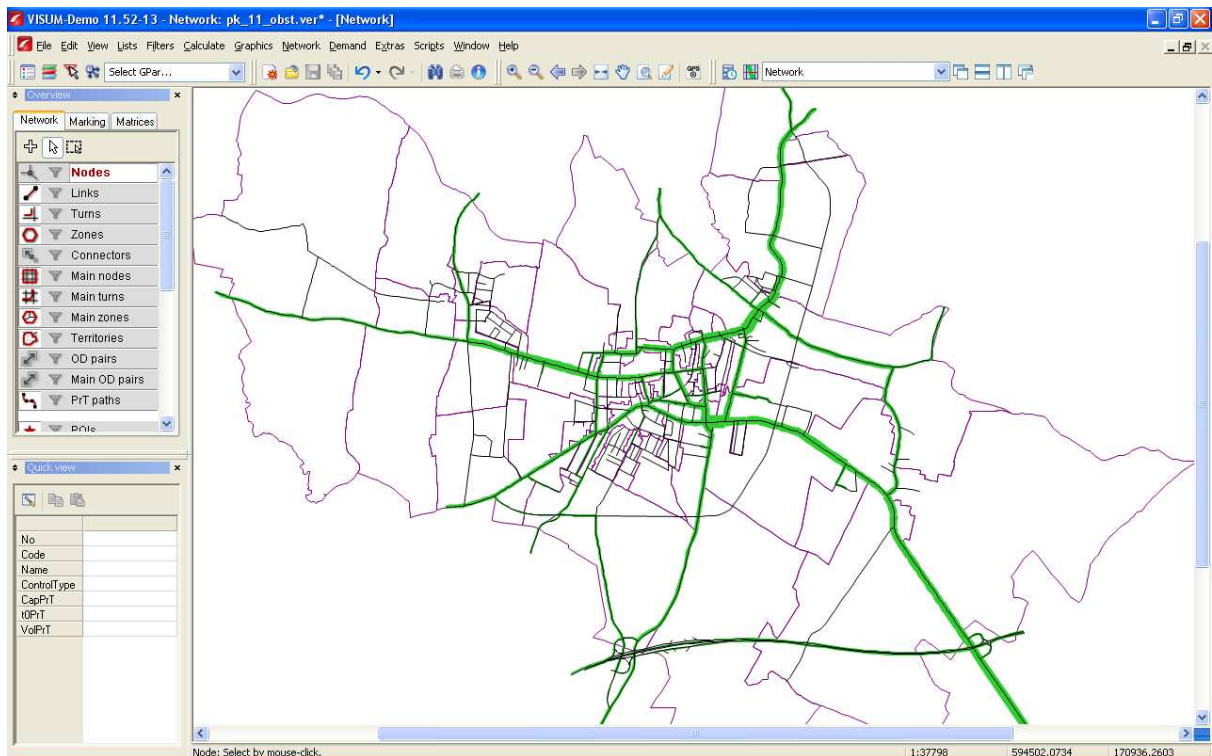 VISUM-Demo 11.52-13 - Network: pk_11_obst.ver* - [Network]
File Edit View Lists Filters Calculate Graphics Network Demand Extras Scripts Window Help
Select GPar... GPS Network
Overview
Network Marking Matrices
Nodes
Links
Turns
Zones
Connectors
Main nodes
Main turns
Main zones
Territories
OD pairs
Main OD pairs
PrT paths
POIs
Quick view
No
Code
Name
ControlType
CapPrT
t0PrT
VolPrT
Node: Select by mouse-click. 1:37798 594502.0734 170936.2603